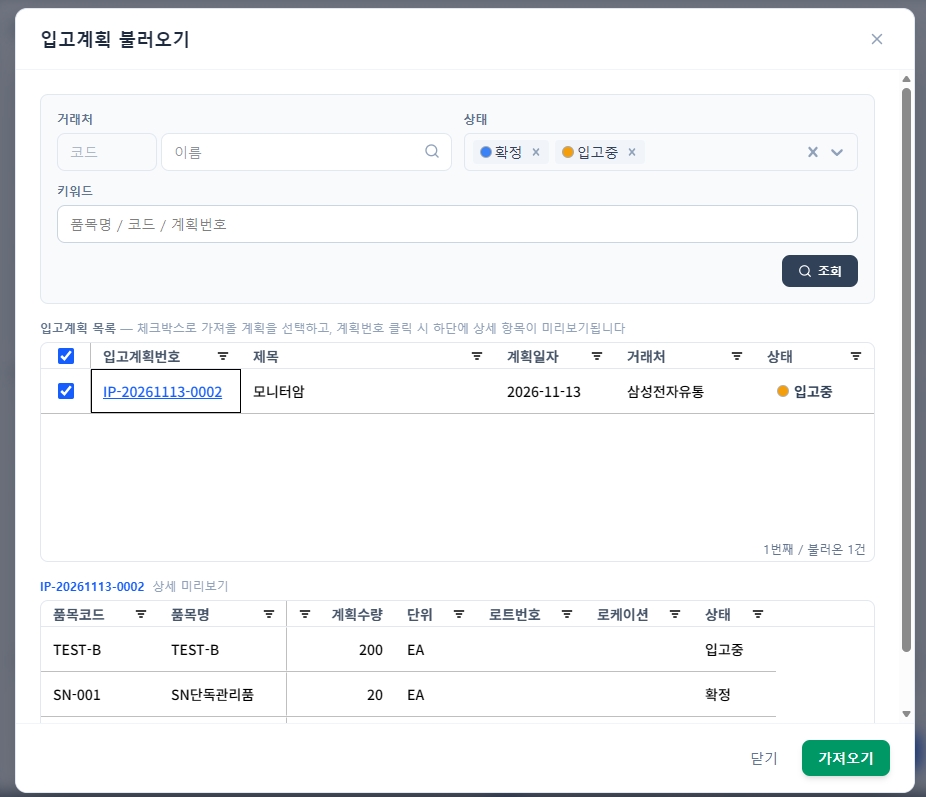 입고계획 불러오기
거래처
상태
코드
이름
확정
입고중
키워드
품목명 / 코드 / 계획번호
조회
입고계획 목록 — 체크박스로 가져올 계획을 선택하고, 계획번호 클릭 시 하단에 상세 항목이 미리보기됩니다
입고계획번호 제목 계획일자 거래처 상태
IP-20261113-0002 모니터암 2026-11-13 삼성전자유통 입고중
1번째 / 불러온 1건
IP-20261113-0002 상세 미리보기
품목코드 품목명 계획수량 단위 로트번호 로케이션 상태
TEST-B TEST-B 200 EA 입고중
SN-001 SN단독관리품 20 EA 확정
닫기
가져오기